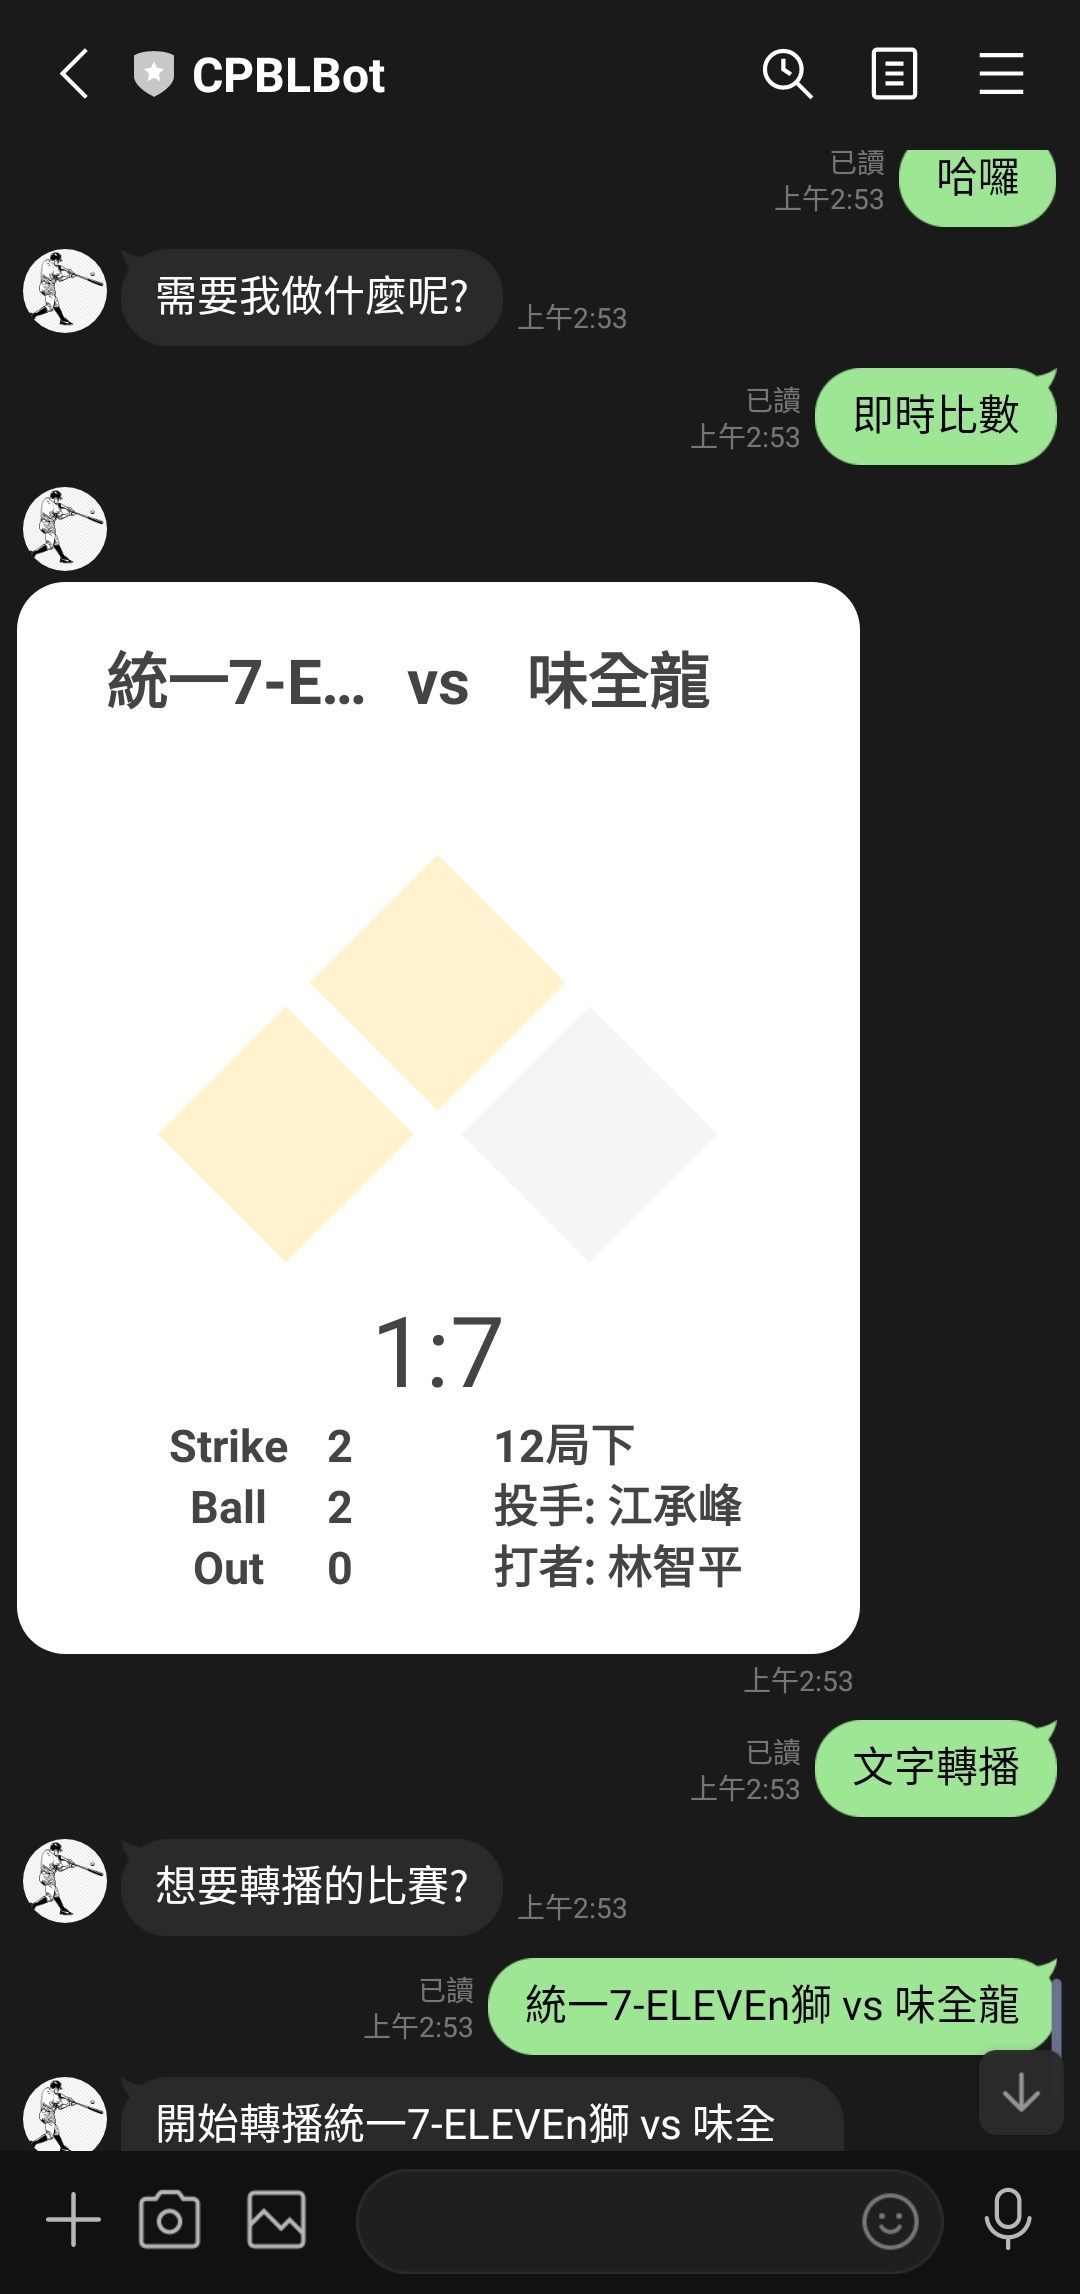 CPBLBot
已讀
上午2:53
哈囉
需要我做什麼呢?
上午2:53
已讀
上午2:53
即時比數
統一7-E... vs 味全龍
1:7
Strike 2
Ball 2
Out 0
12局下
投手: 江承峰
打者: 林智平
上午2:53
已讀
上午2:53
文字轉播
想要轉播的比賽?
上午2:53
已讀
上午2:53
統一7-ELEVEn獅 vs 味全龍
開始轉播統一7-ELEVEn獅 vs 味全